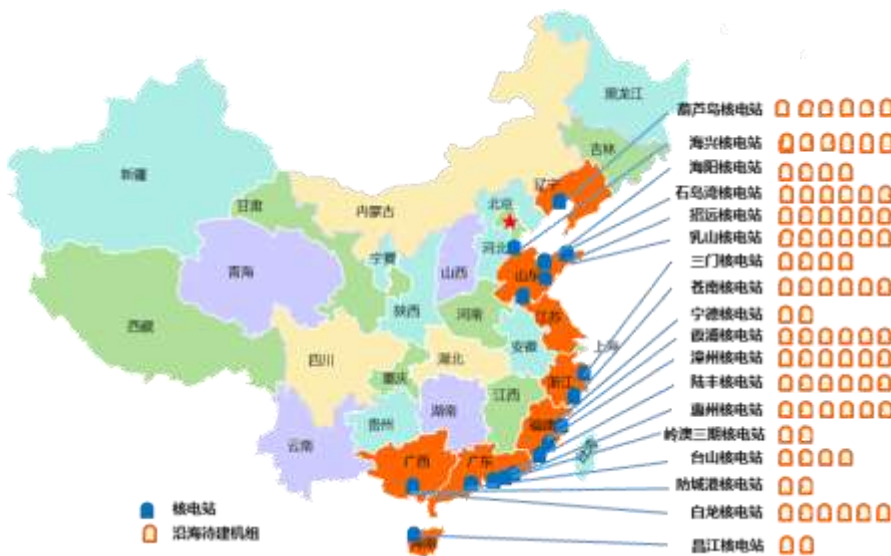 黑龙江
吉林
辽宁
新疆
甘肃
内蒙古
北京
河北
宁夏
山西
山东
青海
陕西
河南
江苏
西藏
安徽
上海
四川
重庆
湖北
浙江
江西
湖南
贵州
福建
云南
广西
广东
葫芦岛核电站
海兴核电站
海阳核电站
石岛湾核电站
招远核电站
乳山核电站
三门核电站
苍南核电站
宁德核电站
霞浦核电站
漳州核电站
陆丰核电站
惠州核电站
岭澳三期核电站
台山核电站
防城港核电站
白龙核电站
昌江核电站
核电站
沿海待建机组